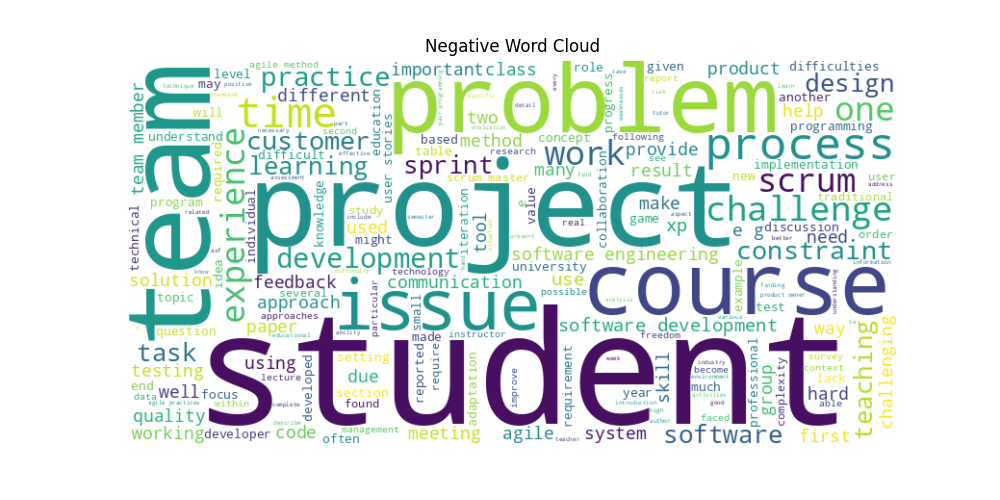 Negative Word Cloud
team
project
problem
student
course
issue
process
time
work
challenge
one
scrum
experience
development
practice
customer
learning
sprint
design
constraint
software
agile method
level
may
positive
technique
standard
will
different
understand
necessary
part
second
difficult
effective
assessment
education
user stories
pair programming
important
class
specific
detail
every
role
case
weaknesses
progress
given
report
risk
tutor
product
difficulties
learn
another
help
programming
two
evaluation
based
method
concept
following
table
research
provide
see
implementation
scrum master
many
find
result
new
user
address
traditional
team member
required
program
technical
related
individual
knowledge
study
include
used
semester
might
iteration
tool
value
e
real
collaboration
make
game
aspect
xp
e g
discussion
better
need
order
idea
asf
know
present
hand
software engineering
university
possible
use
example
information
finding
product owner
understanding
test
various
analysis
solution
topic
feedback
several
approach
approaches
difficulty
technology
communication
particular
ability
question
educational
paper
small
made
instructor
software development
freedom
way
survey
context
lack
task
using
lecture
setting
reported
require
week
industry
become
environment
activities
testing
end
data
well
focus
within
complete
developed
due
section
found
adaptation
improve
requirement
skill
year
much
introduction
good
high
author
faced
professional
group
complexity
hard
able
teaching
challenging
quality
describe
working
developer
code
management
often
meeting
agile
teacher
system
first
agile practices